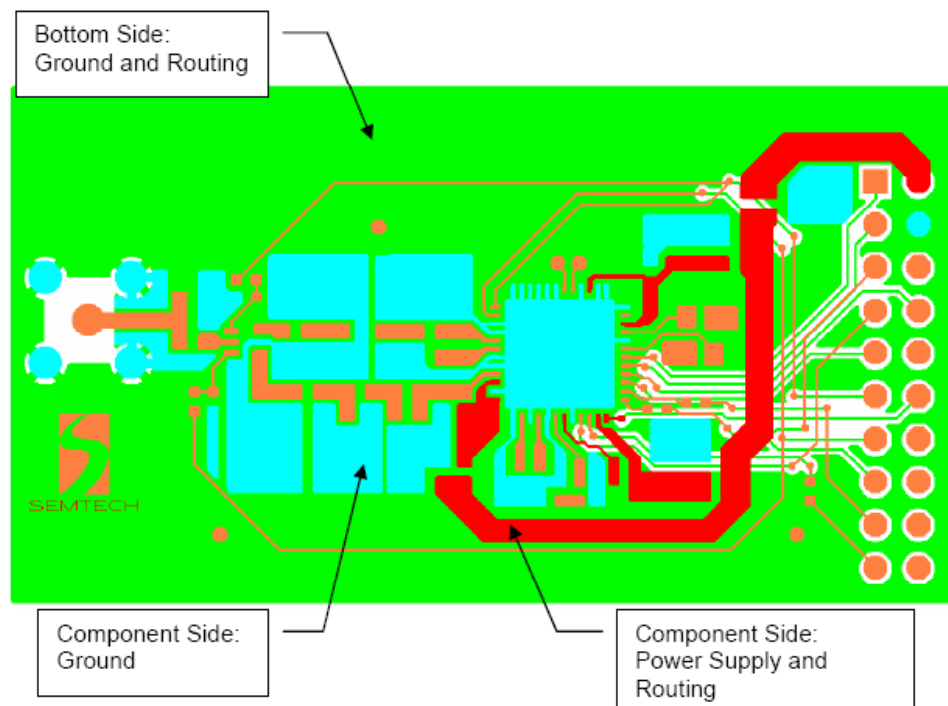 Bottom Side:
Ground and Routing
SEMTECH
Component Side:
Ground
Component Side:
Power Supply and
Routing